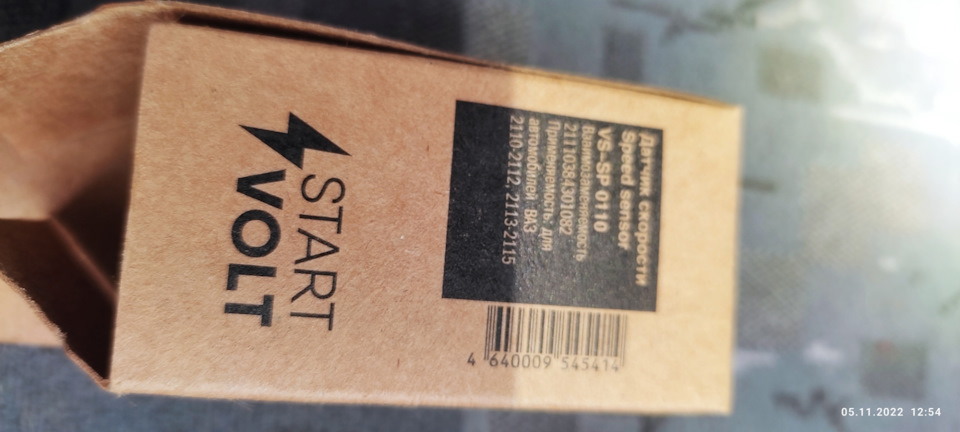 START
VOLT
Датчик скорости
Speed sensor
VS-SP 0110
Взаимозаменяемость
21110384301082
Применяемость: для
автомобилей ВАЗ
2110-2112, 2113-2115
4 640009 545414
05.11.2022 12:54